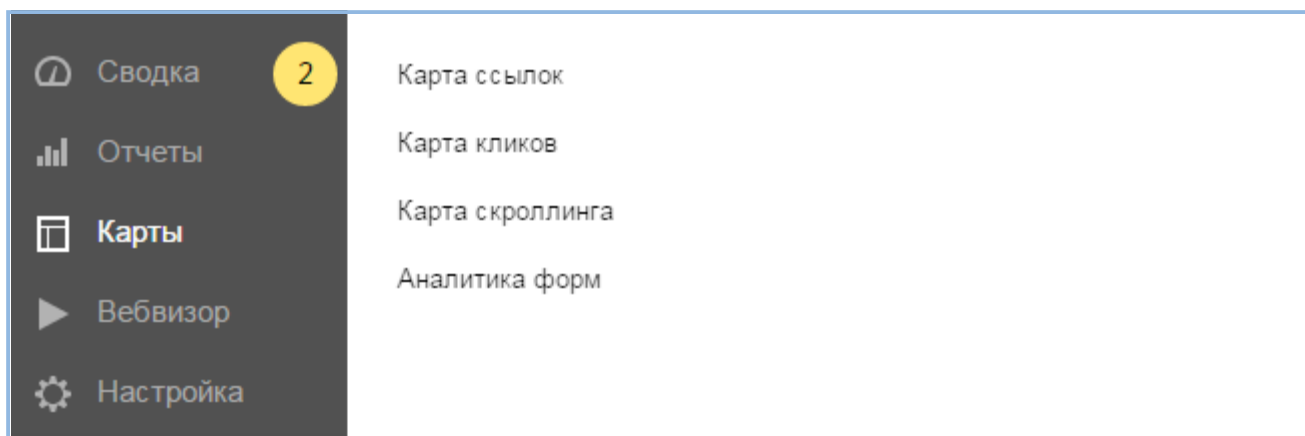 Сводка
2
Отчеты
Карты
Вебвизор
Настройка
Карта ссылок
Карта кликов
Карта скроллинга
Аналитика форм